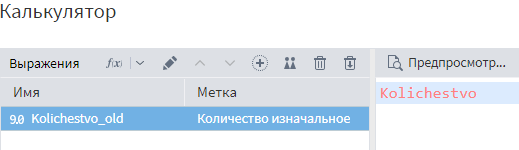 Калькулятор
Выражения f(x) Предпросмотр...
Имя Метка Kolichestvo
9.0 Kolichestvo_old Количество изначальное